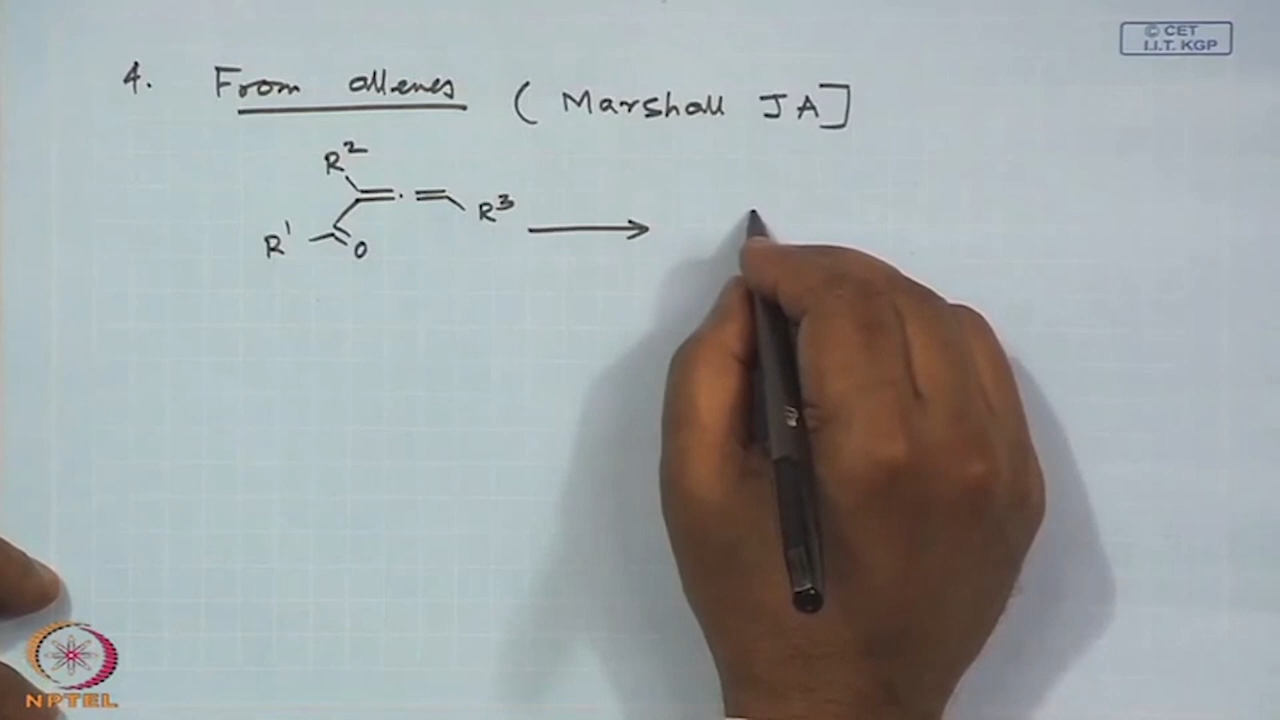 © CET
I.I.T. KGP
4. From allenes ( Marshall JA]
R²
R³
R¹
O
NPTEL